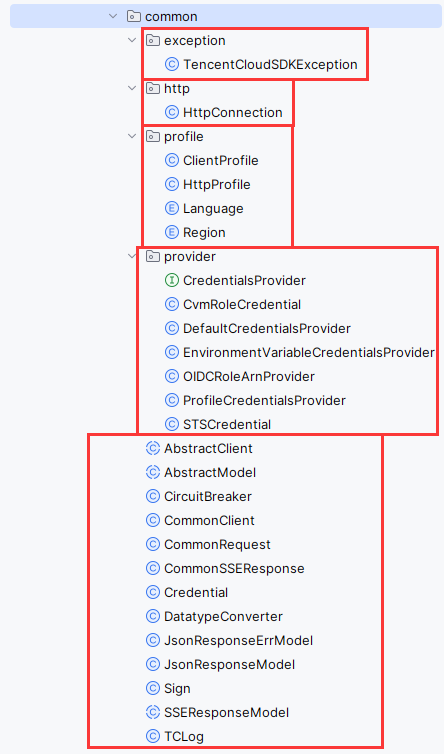 common
exception
C TencentCloudSDKException
http
C HttpConnection
profile
C ClientProfile
C HttpProfile
E Language
E Region
provider
I CredentialsProvider
C CvmRoleCredential
C DefaultCredentialsProvider
C EnvironmentVariableCredentialsProvider
C OIDCRoleArnProvider
C ProfileCredentialsProvider
C STSCredential
C AbstractClient
C AbstractModel
C CircuitBreaker
C CommonClient
C CommonRequest
C CommonSSEResponse
C Credential
C DatatypeConverter
C JsonResponseErrModel
C JsonResponseModel
C Sign
C SSEResponseModel
C TCLog